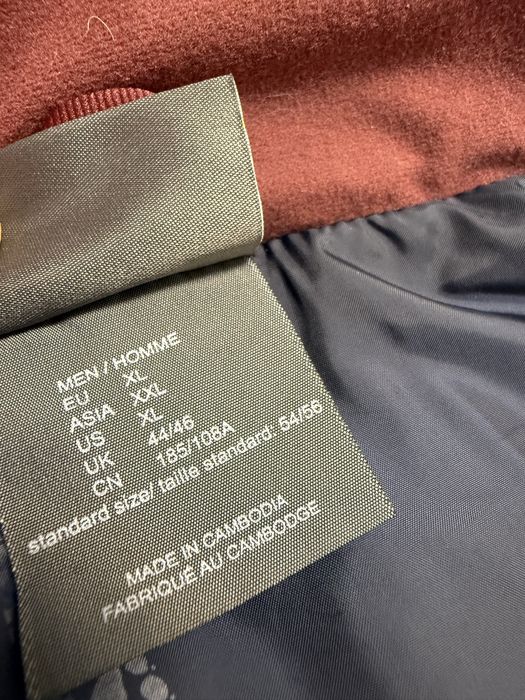 MEN / HOMME
EU XL
ASIA XXL
US XL
UK 44/46
CN 185/108A
standard size/ taille standard: 54/56
MADE IN CAMBODIA
FABRIQUÉ AU CAMBODGE